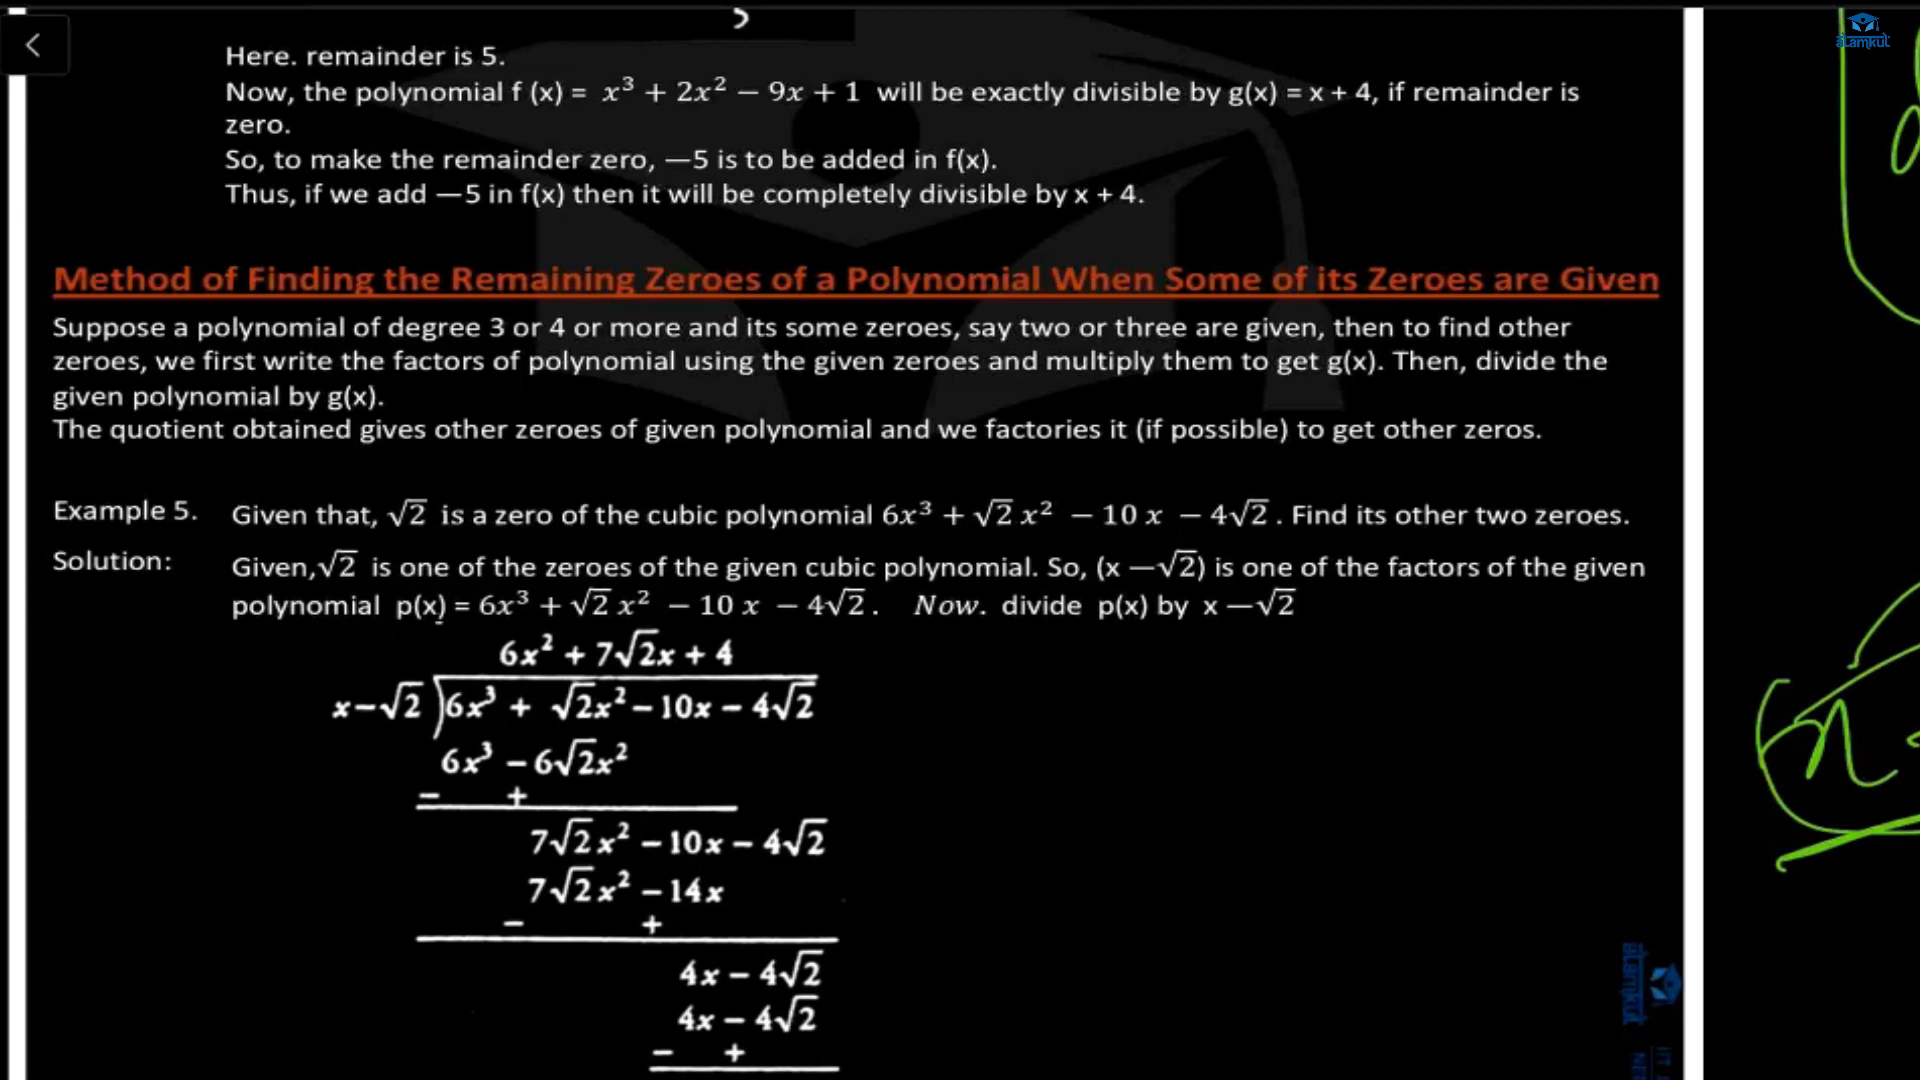 Here. remainder is 5.
Now, the polynomial f (x) = x³ + 2x² − 9x + 1 will be exactly divisible by g(x) = x + 4, if remainder is
zero.
So, to make the remainder zero, —5 is to be added in f(x).
Thus, if we add —5 in f(x) then it will be completely divisible by x + 4.
Method of Finding the Remaining Zeroes of a Polynomial When Some of its Zeroes are Given
Suppose a polynomial of degree 3 or 4 or more and its some zeroes, say two or three are given, then to find other
zeroes, we first write the factors of polynomial using the given zeroes and multiply them to get g(x). Then, divide the
given polynomial by g(x).
The quotient obtained gives other zeroes of given polynomial and we factories it (if possible) to get other zeros.
Example 5. Given that, √2 is a zero of the cubic polynomial 6x³ + √2 x² − 10 x − 4√2 . Find its other two zeroes.
Solution: Given,√2 is one of the zeroes of the given cubic polynomial. So, (x —√2) is one of the factors of the given
polynomial p(x) = 6x³ + √2 x² − 10 x − 4√2 . Now. divide p(x) by x —√2
6x² + 7√2x + 4
x−√2 )6x³ + √2x² − 10x − 4√2
6x³ − 6√2x²
− +
7√2x² − 10x − 4√2
7√2x² − 14x
− +
4x − 4√2
4x − 4√2
− +